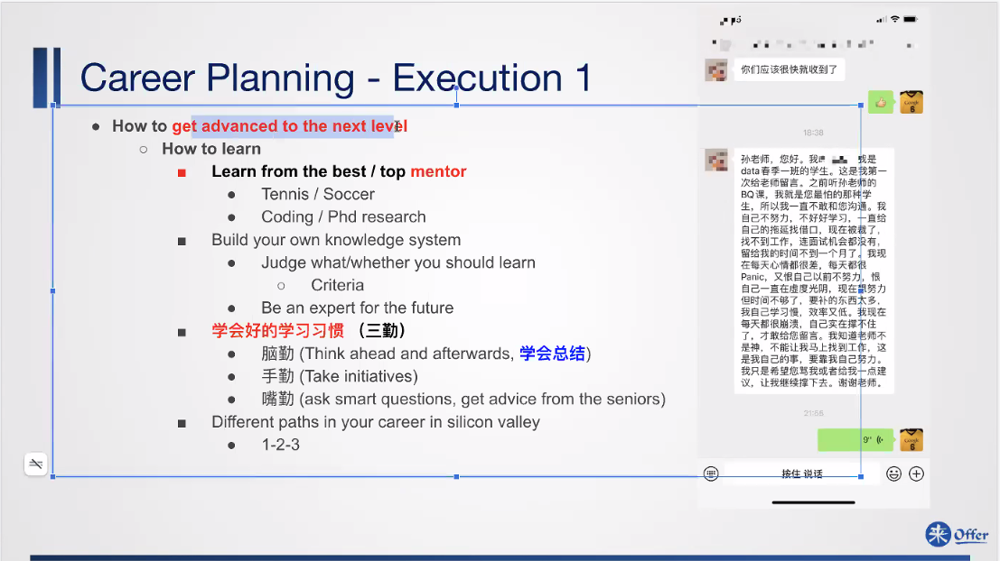 Career Planning - Execution 1
How to get advanced to the next level
How to learn
Learn from the best / top mentor
Tennis / Soccer
Coding / Phd research
Build your own knowledge system
Judge what/whether you should learn
Criteria
Be an expert for the future
学会好的学习习惯 （三勤）
脑勤 (Think ahead and afterwards, 学会总结)
手勤 (Take initiatives)
嘴勤 (ask smart questions, get advice from the seniors)
Different paths in your career in silicon valley
1-2-3
你们应该很快就收到了
18:38
孙老师，您好。我 我是
data春季一班的学生。这是我第一
次给老师留言。之前听孙老师的
BQ课，我就是您最怕的那种学
生，所以我一直不敢和您沟通。我
自己不努力，不好好学习，一直给
自己的拖延找借口，现在被裁了，
找不到工作，连面试机会都没有，
留给我的时间不到一个月了。我现
在每天心情都很差，每天都很
Panic，又恨自己以前不努力，恨
自己一直在虚度光阴，现在想努力
但时间不够了，要补的东西太多，
我自己学习慢，效率又低。我现在
每天都很崩溃，自己实在撑不住
了，才敢给您留言。我知道老师不
是神，不能让我马上找到工作，这
是我自己的事，要靠我自己努力。
我只是希望您骂我或者给我一点建
议，让我继续撑下去。谢谢老师。
21:56
9"
Google
6
按住 说话
来Offer